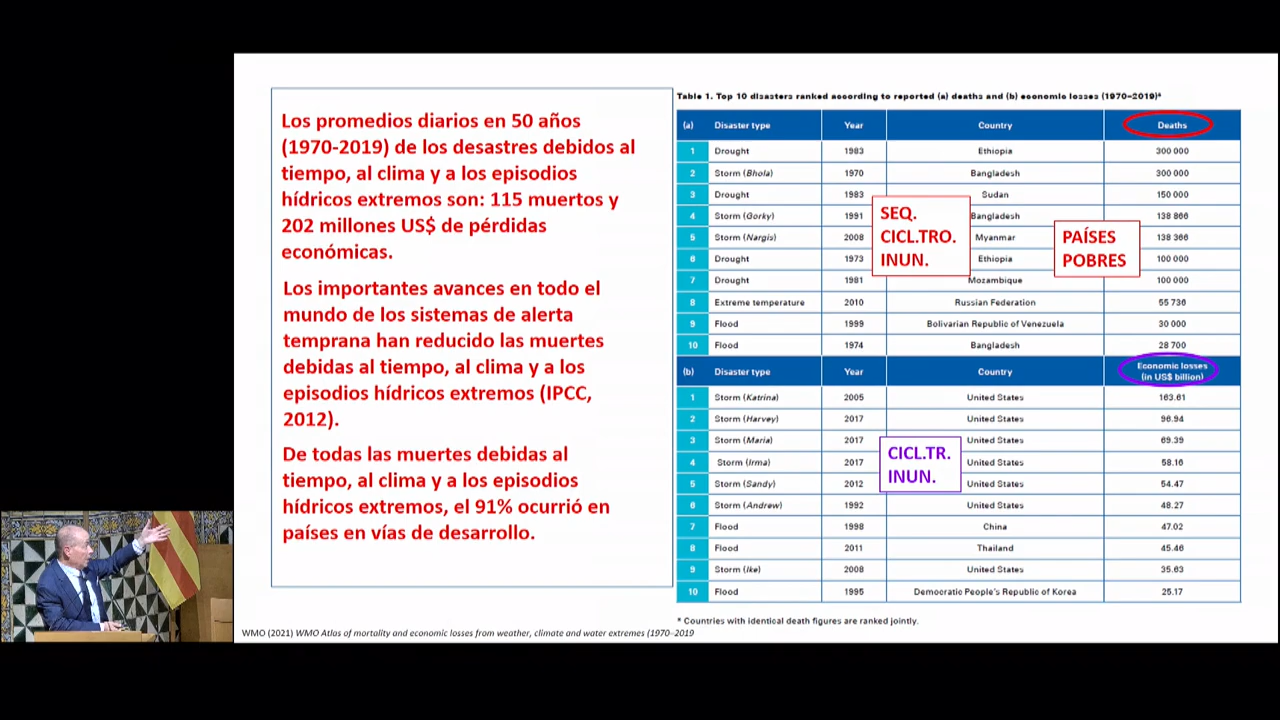 Los promedios diarios en 50 años
(1970-2019) de los desastres debidos al
tiempo, al clima y a los episodios
hídricos extremos son: 115 muertos y
202 millones US$ de pérdidas
económicas.
Los importantes avances en todo el
mundo de los sistemas de alerta
temprana han reducido las muertes
debidas al tiempo, al clima y a los
episodios hídricos extremos (IPCC,
2012).
De todas las muertes debidas al
tiempo, al clima y a los episodios
hídricos extremos, el 91% ocurrió en
países en vías de desarrollo.
Table 1. Top 10 disasters ranked according to reported (a) deaths and (b) economic losses (1970–2019)*
(a) Disaster type Year Country Deaths
1 Drought 1983 Ethiopia 300 000
2 Storm (Bhola) 1970 Bangladesh 300 000
3 Drought 1983 Sudan 150 000
4 Storm (Gorky) 1991 Bangladesh 138 866
5 Storm (Nargis) 2008 Myanmar 138 366
6 Drought 1973 Ethiopia 100 000
7 Drought 1981 Mozambique 100 000
8 Extreme temperature 2010 Russian Federation 55 736
9 Flood 1999 Bolivarian Republic of Venezuela 30 000
10 Flood 1974 Bangladesh 28 700
SEQ.
CICL.TRO.
INUN.
PAÍSES
POBRES
(b) Disaster type Year Country Economic losses
(in US$ billion)
1 Storm (Katrina) 2005 United States 163.61
2 Storm (Harvey) 2017 United States 96.94
3 Storm (Maria) 2017 United States 69.39
4 Storm (Irma) 2017 United States 58.16
5 Storm (Sandy) 2012 United States 54.47
6 Storm (Andrew) 1992 United States 48.27
7 Flood 1998 China 47.02
8 Flood 2011 Thailand 45.46
9 Storm (Ike) 2008 United States 35.63
10 Flood 1995 Democratic People's Republic of Korea 25.17
CICL.TR.
INUN.
* Countries with identical death figures are ranked jointly.
WMO (2021) WMO Atlas of mortality and economic losses from weather, climate and water extremes (1970–2019